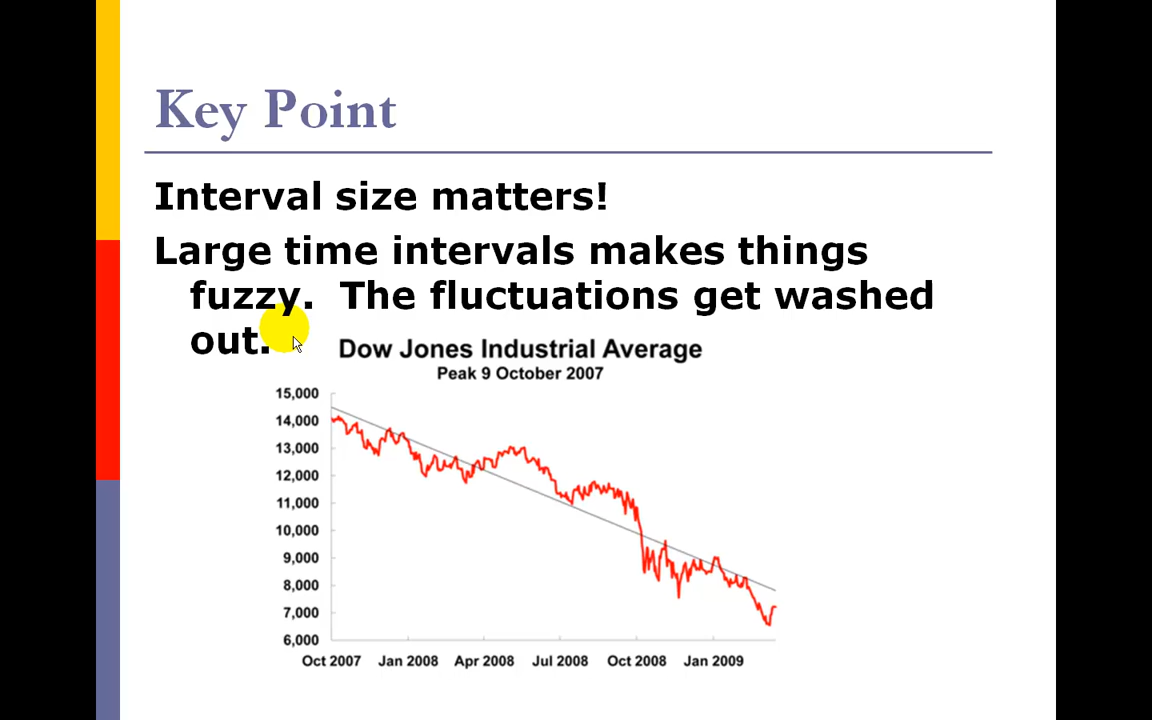 Key Point
Interval size matters!
Large time intervals makes things
fuzzy.  The fluctuations get washed
out.
Dow Jones Industrial Average
Peak 9 October 2007
15,000
14,000
13,000
12,000
11,000
10,000
9,000
8,000
7,000
6,000
Oct 2007 Jan 2008 Apr 2008 Jul 2008 Oct 2008 Jan 2009